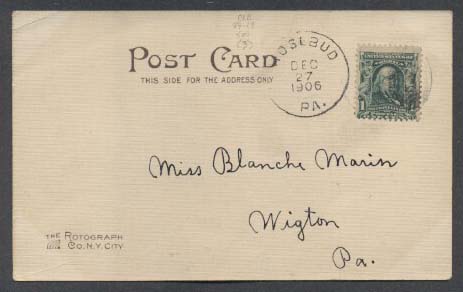 POST CARD
THIS SIDE FOR THE ADDRESS ONLY
OSEBUD
DEC
27
1906
PA.
Miss Blanche Marin
Wigton
Pa.
THE ROTOGRAPH
CO. N.Y. CITY